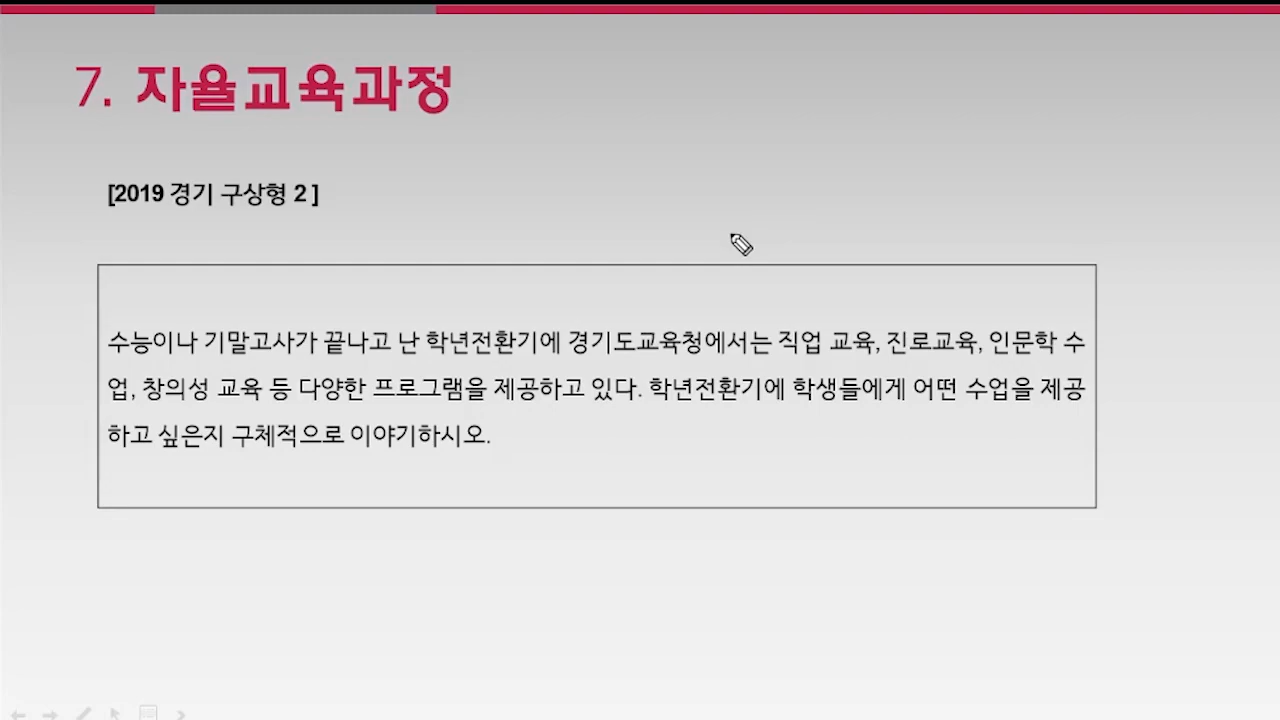 7. 자율교육과정
[2019 경기 구상형 2 ]
수능이나 기말고사가 끝나고 난 학년전환기에 경기도교육청에서는 직업 교육, 진로교육, 인문학 수
업, 창의성 교육 등 다양한 프로그램을 제공하고 있다. 학년전환기에 학생들에게 어떤 수업을 제공
하고 싶은지 구체적으로 이야기하시오.